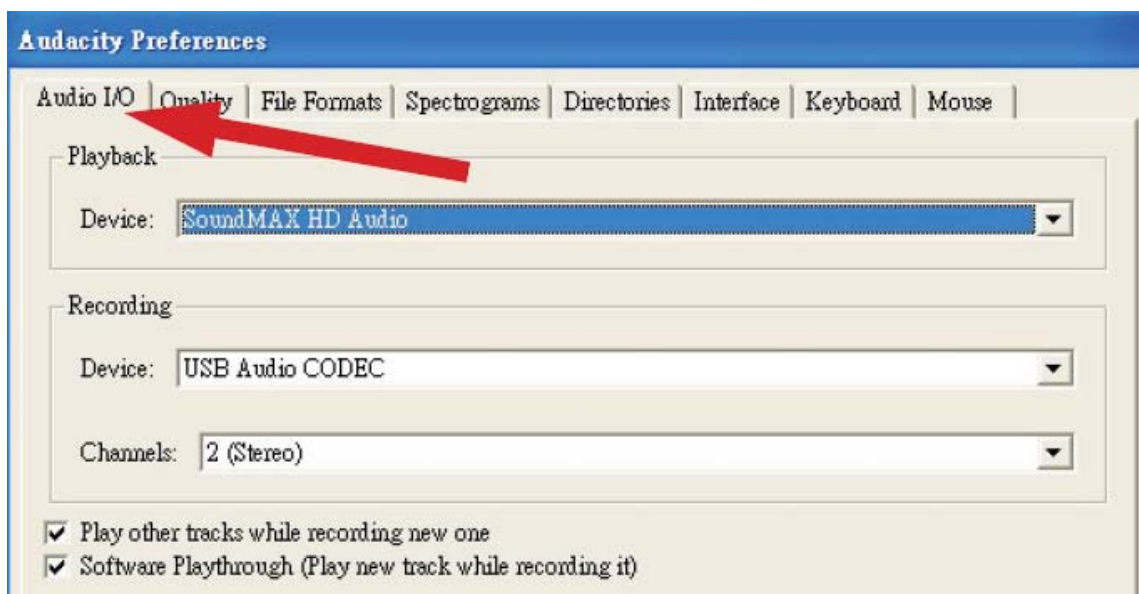 Audacity Preferences
Audio I/O Quality File Formats Spectrograms Directories Interface Keyboard Mouse
Playback
Device: SoundMAX HD Audio
Recording
Device: USB Audio CODEC
Channels: 2 (Stereo)
Play other tracks while recording new one
Software Playthrough (Play new track while recording it)